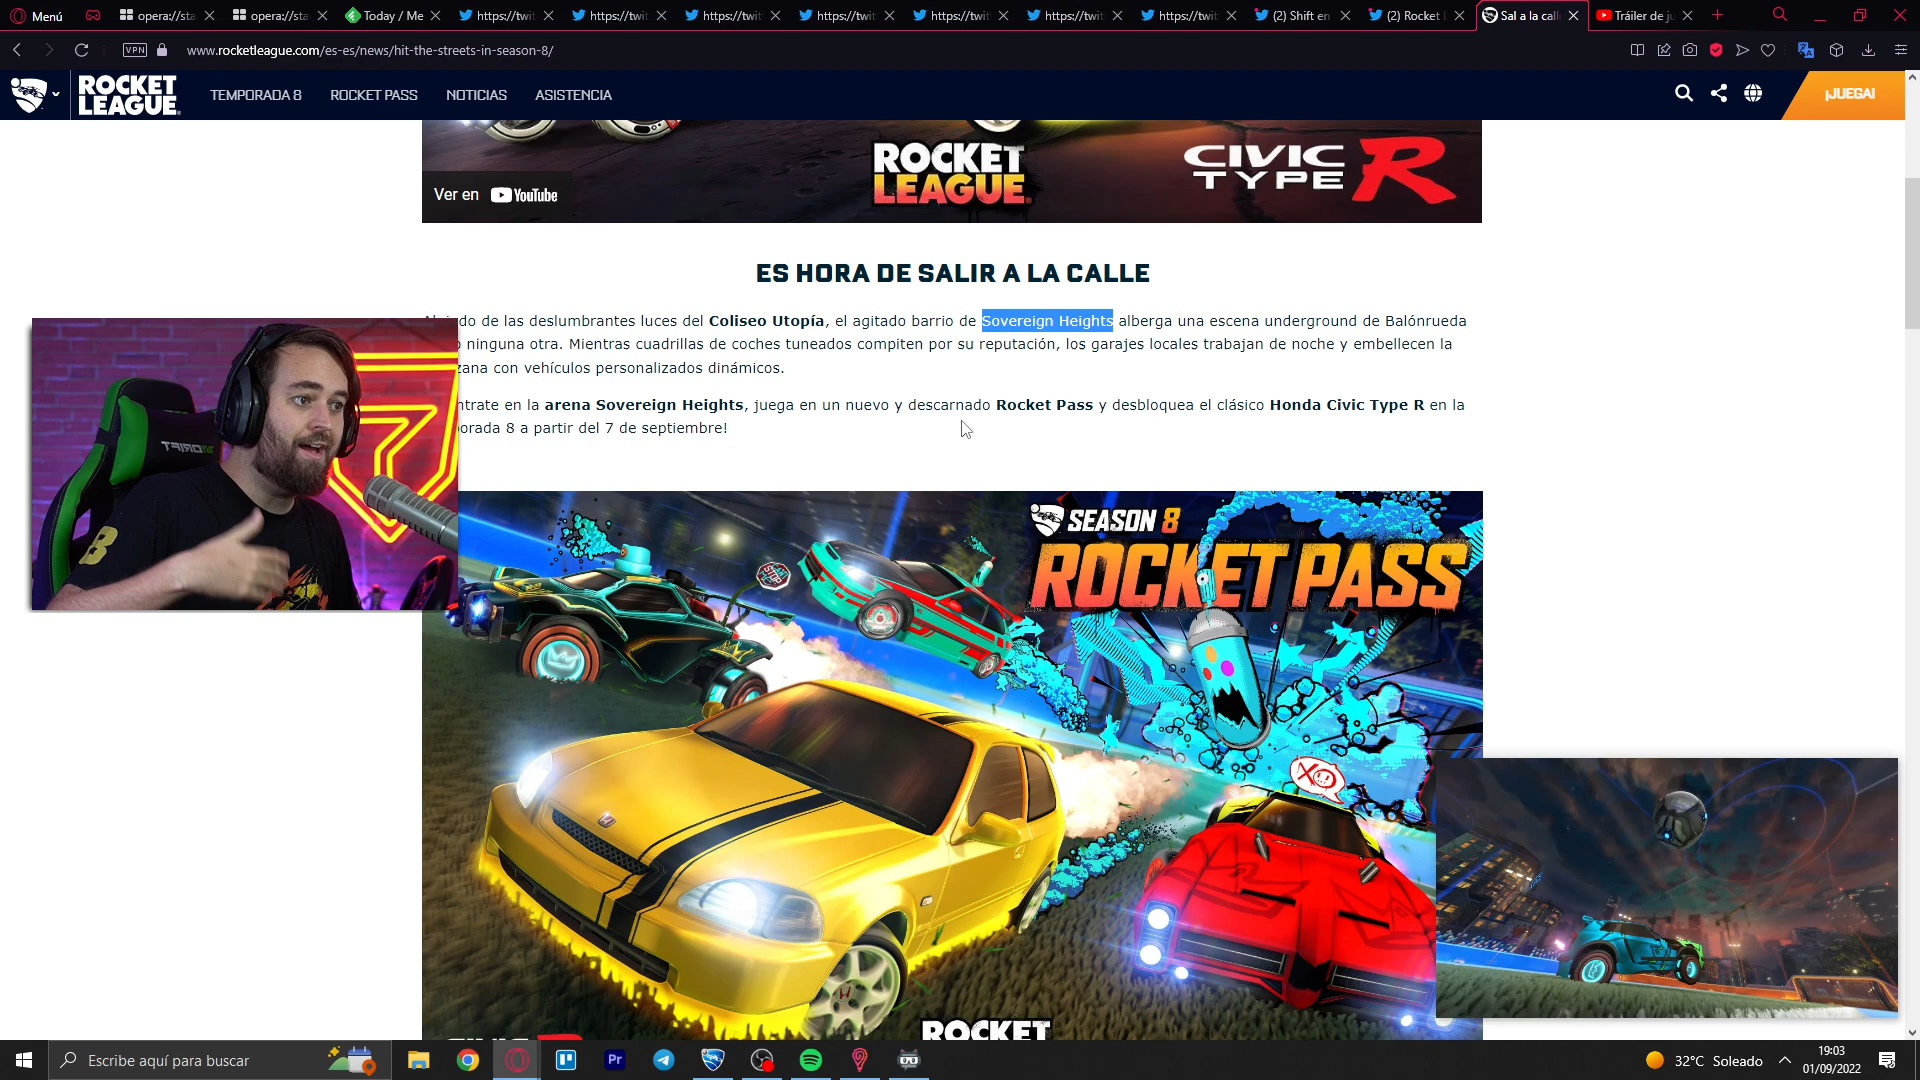 Menú
opera://sta
opera://sta
Today / Me
https://twit
https://twit
https://twit
https://twit
https://twit
https://twit
https://twit
(2) Shift en
(2) Rocket L
Sal a la call
Tráiler de ju
VPN
www.rocketleague.com/es-es/news/hit-the-streets-in-season-8/
ROCKET
LEAGUE
TEMPORADA 8
ROCKET PASS
NOTICIAS
ASISTENCIA
¡JUEGA!
ROCKET
LEAGUE
CIVIC
TYPE R
Ver en YouTube
ES HORA DE SALIR A LA CALLE
do de las deslumbrantes luces del Coliseo Utopía, el agitado barrio de Sovereign Heights alberga una escena underground de Balónrueda
ninguna otra. Mientras cuadrillas de coches tuneados compiten por su reputación, los garajes locales trabajan de noche y embellecen la
zana con vehículos personalizados dinámicos.
ntrate en la arena Sovereign Heights, juega en un nuevo y descarnado Rocket Pass y desbloquea el clásico Honda Civic Type R en la
orada 8 a partir del 7 de septiembre!
DRIFT
8
SEASON 8
ROCKET PASS
STOP
XO
H
ROCKET
Escribe aquí para buscar
Pr
32°C Soleado
19:03
01/09/2022